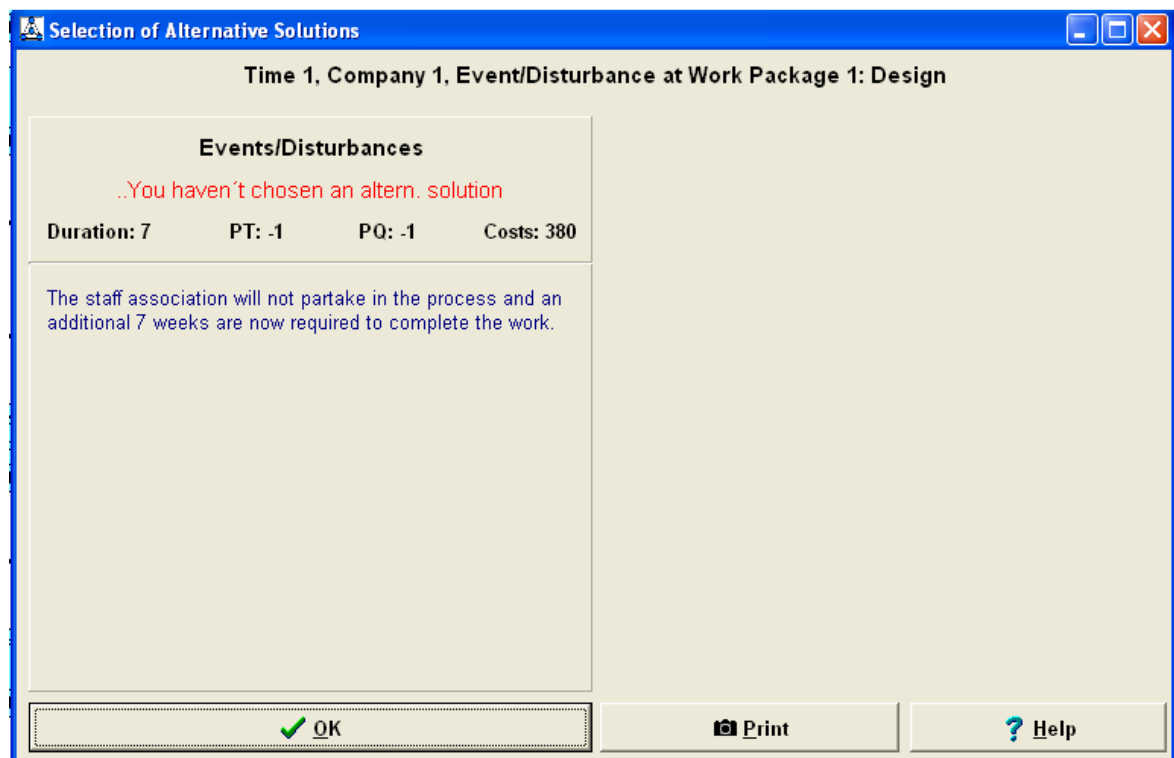 Selection of Alternative Solutions
Time 1, Company 1, Event/Disturbance at Work Package 1: Design
Events/Disturbances
..You haven´t chosen an altern. solution
Duration: 7 PT: -1 PQ: -1 Costs: 380
The staff association will not partake in the process and an
additional 7 weeks are now required to complete the work.
OK Print Help